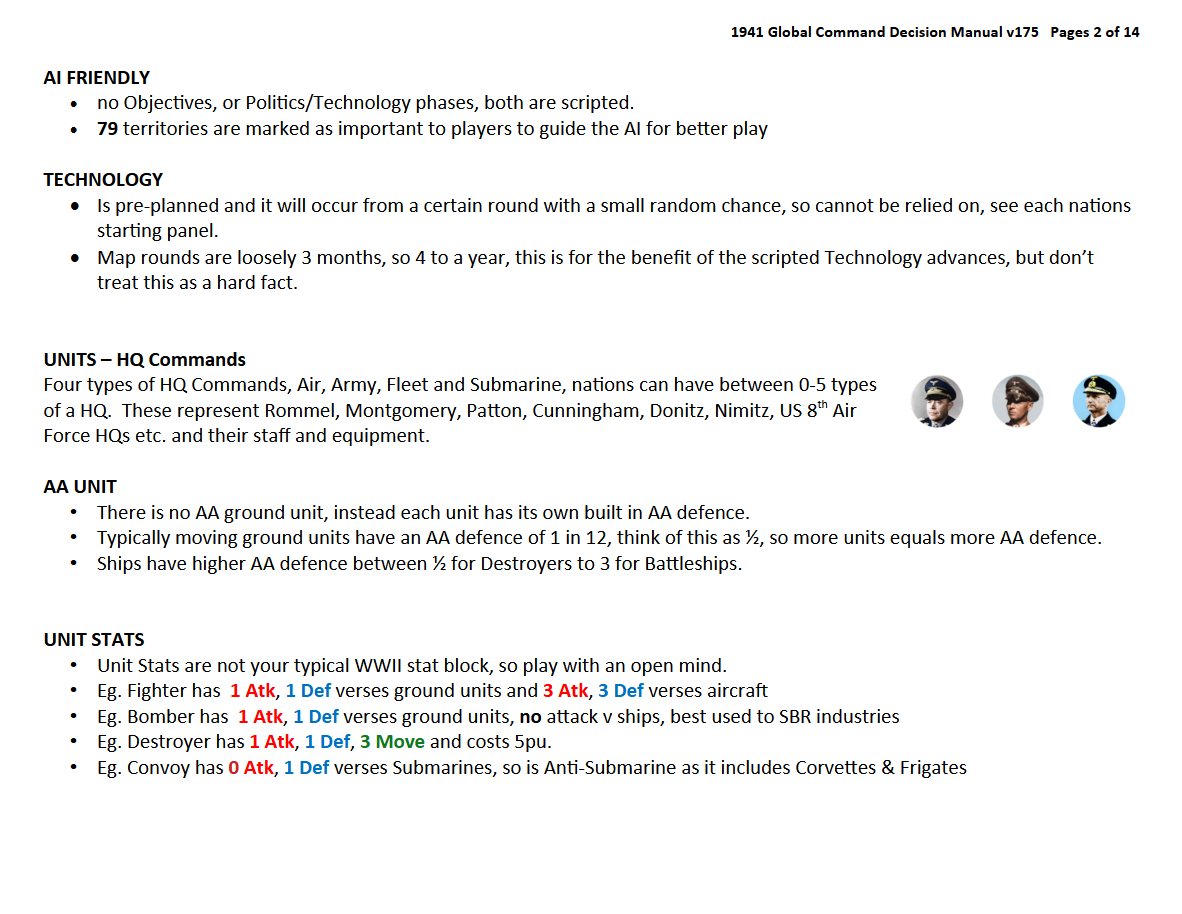 1941 Global Command Decision Manual v175 Pages 2 of 14
AI FRIENDLY
• no Objectives, or Politics/Technology phases, both are scripted.
• 79 territories are marked as important to players to guide the AI for better play
TECHNOLOGY
• Is pre-planned and it will occur from a certain round with a small random chance, so cannot be relied on, see each nations
starting panel.
• Map rounds are loosely 3 months, so 4 to a year, this is for the benefit of the scripted Technology advances, but don’t
treat this as a hard fact.
UNITS – HQ Commands
Four types of HQ Commands, Air, Army, Fleet and Submarine, nations can have between 0-5 types
of a HQ. These represent Rommel, Montgomery, Patton, Cunningham, Donitz, Nimitz, US 8th Air
Force HQs etc. and their staff and equipment.
AA UNIT
• There is no AA ground unit, instead each unit has its own built in AA defence.
• Typically moving ground units have an AA defence of 1 in 12, think of this as ½, so more units equals more AA defence.
• Ships have higher AA defence between ½ for Destroyers to 3 for Battleships.
UNIT STATS
• Unit Stats are not your typical WWII stat block, so play with an open mind.
• Eg. Fighter has 1 Atk, 1 Def verses ground units and 3 Atk, 3 Def verses aircraft
• Eg. Bomber has 1 Atk, 1 Def verses ground units, no attack v ships, best used to SBR industries
• Eg. Destroyer has 1 Atk, 1 Def, 3 Move and costs 5pu.
• Eg. Convoy has 0 Atk, 1 Def verses Submarines, so is Anti-Submarine as it includes Corvettes & Frigates